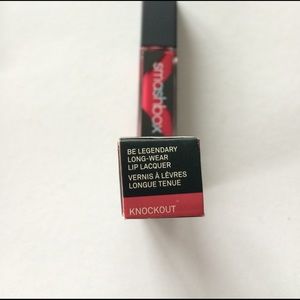 smashbox
BE LEGENDARY
LONG-WEAR
LIP LACQUER
VERNIS À LÈVRES
LONGUE TENUE
KNOCKOUT